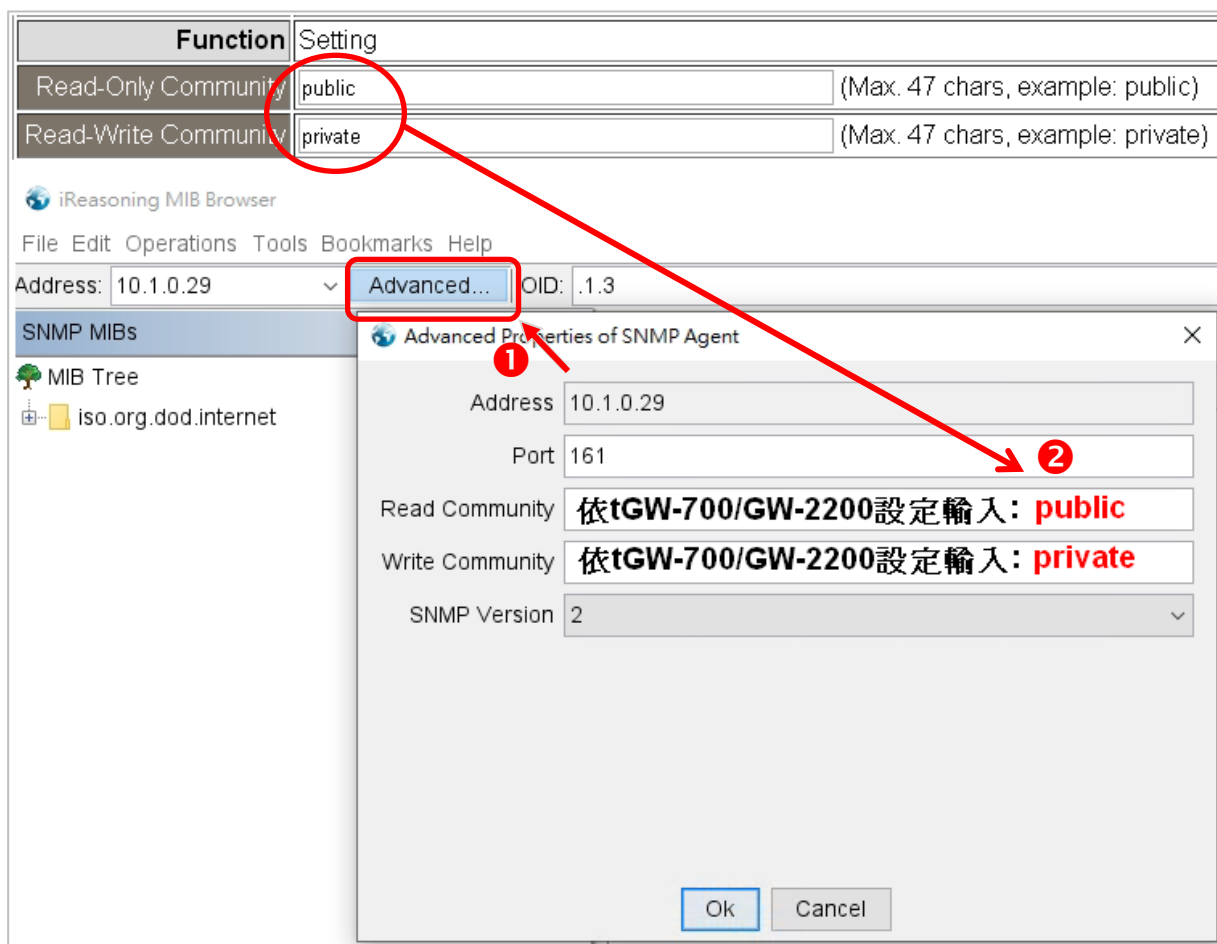 Function Setting
Read-Only Community public (Max. 47 chars, example: public)
Read-Write Community private (Max. 47 chars, example: private)
iReasoning MIB Browser
File Edit Operations Tools Bookmarks Help
Address: 10.1.0.29 Advanced... OID: .1.3
SNMP MIBs
Advanced Properties of SNMP Agent
❶
MIB Tree
iso.org.dod.internet
Address 10.1.0.29
Port 161
❷
Read Community 依tGW-700/GW-2200設定輸入: public
Write Community 依tGW-700/GW-2200設定輸入: private
SNMP Version 2
Ok Cancel